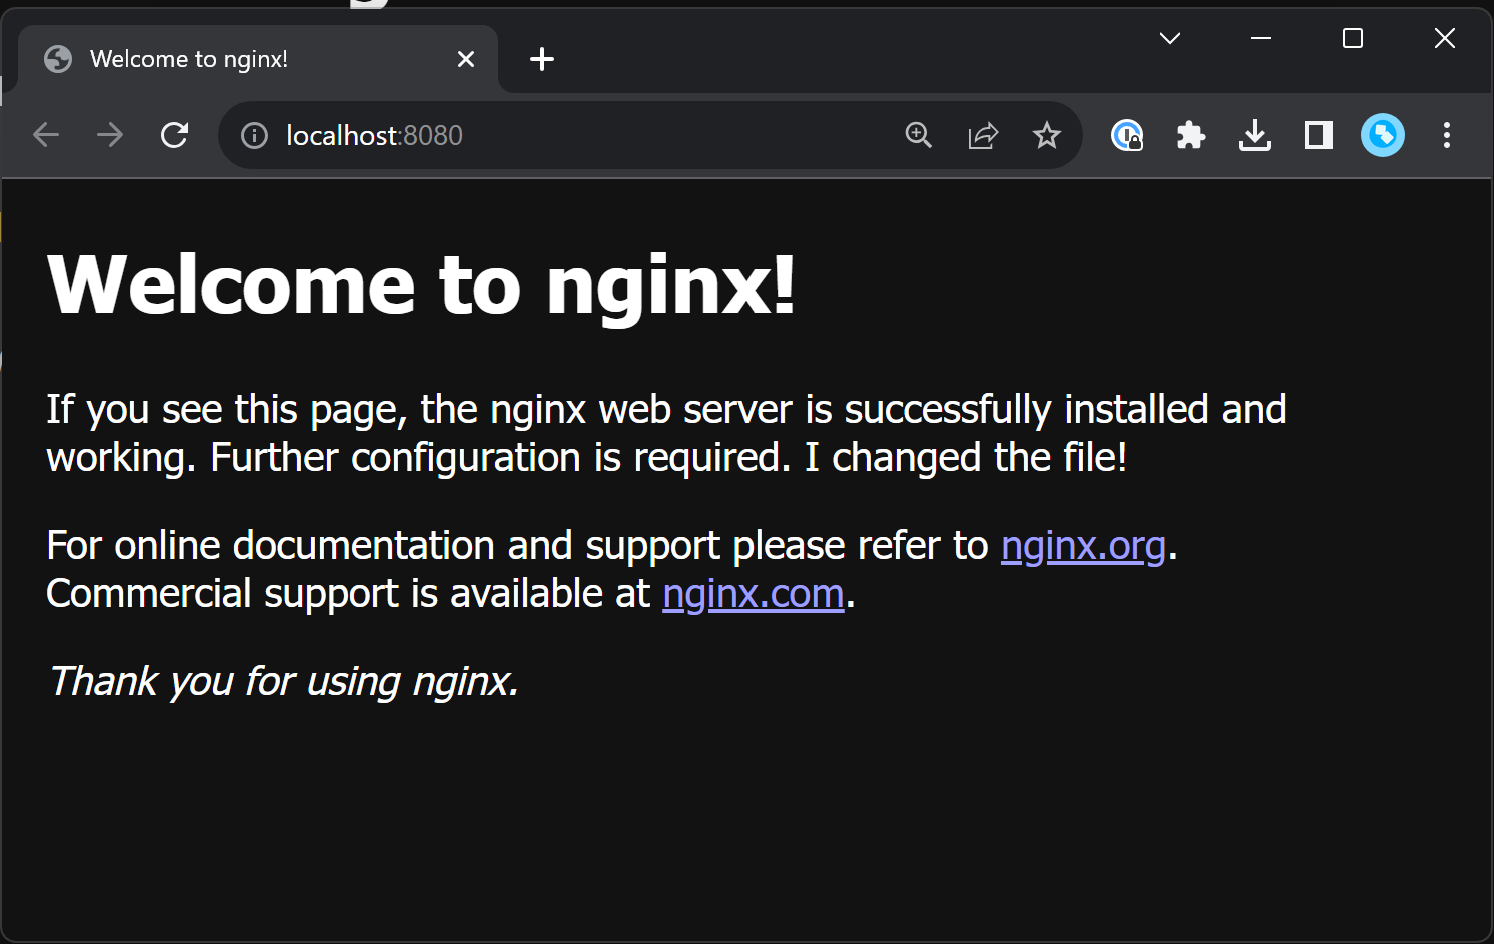 Welcome to nginx!
localhost:8080
Welcome to nginx!
If you see this page, the nginx web server is successfully installed and
working. Further configuration is required. I changed the file!
For online documentation and support please refer to nginx.org.
Commercial support is available at nginx.com.
Thank you for using nginx.